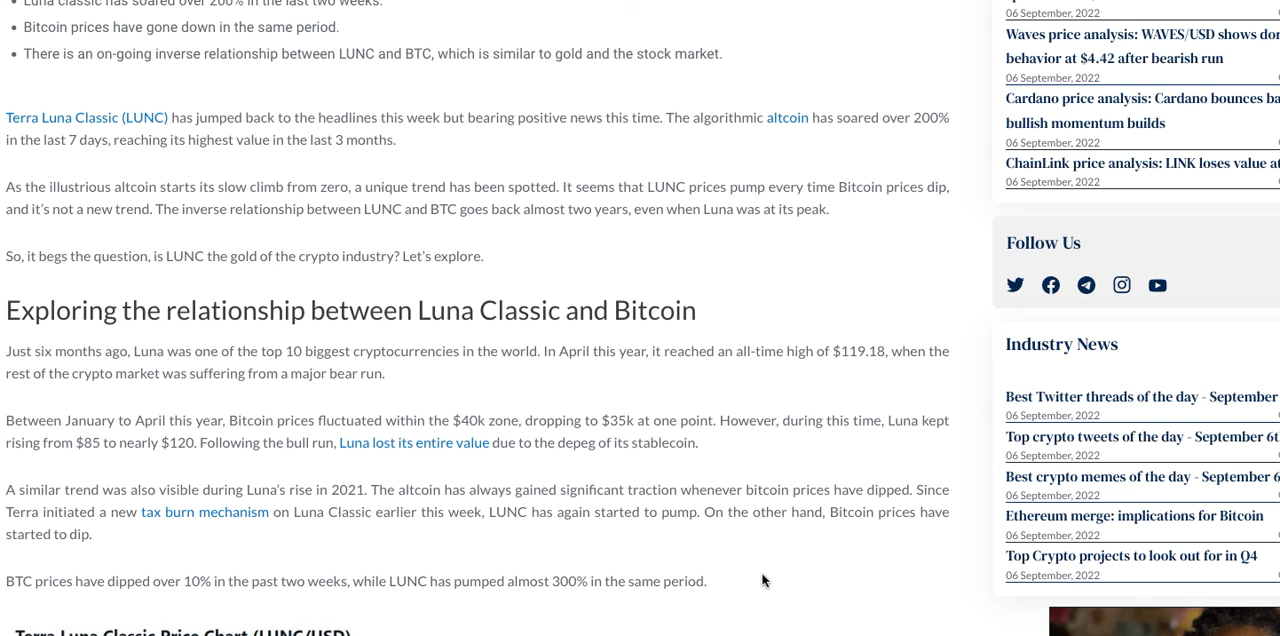 Luna classic has soared over 200% in the last two weeks.
Bitcoin prices have gone down in the same period.
There is an on-going inverse relationship between LUNC and BTC, which is similar to gold and the stock market.
Terra Luna Classic (LUNC) has jumped back to the headlines this week but bearing positive news this time. The algorithmic altcoin has soared over 200%
in the last 7 days, reaching its highest value in the last 3 months.
As the illustrious altcoin starts its slow climb from zero, a unique trend has been spotted. It seems that LUNC prices pump every time Bitcoin prices dip,
and it’s not a new trend. The inverse relationship between LUNC and BTC goes back almost two years, even when Luna was at its peak.
So, it begs the question, is LUNC the gold of the crypto industry? Let’s explore.
Exploring the relationship between Luna Classic and Bitcoin
Just six months ago, Luna was one of the top 10 biggest cryptocurrencies in the world. In April this year, it reached an all-time high of $119.18, when the
rest of the crypto market was suffering from a major bear run.
Between January to April this year, Bitcoin prices fluctuated within the $40k zone, dropping to $35k at one point. However, during this time, Luna kept
rising from $85 to nearly $120. Following the bull run, Luna lost its entire value due to the depeg of its stablecoin.
A similar trend was also visible during Luna’s rise in 2021. The altcoin has always gained significant traction whenever bitcoin prices have dipped. Since
Terra initiated a new tax burn mechanism on Luna Classic earlier this week, LUNC has again started to pump. On the other hand, Bitcoin prices have
started to dip.
BTC prices have dipped over 10% in the past two weeks, while LUNC has pumped almost 300% in the same period.
Terra Luna Classic Price Chart (LUNC/USD)
06 September, 2022
Waves price analysis: WAVES/USD shows
behavior at $4.42 after bearish run
06 September, 2022
Cardano price analysis: Cardano bounces
bullish momentum builds
06 September, 2022
ChainLink price analysis: LINK loses value
06 September, 2022
Follow Us
Industry News
Best Twitter threads of the day - September
06 September, 2022
Top crypto tweets of the day - September
06 September, 2022
Best crypto memes of the day - September
06 September, 2022
Ethereum merge: implications for Bitcoin
06 September, 2022
Top Crypto projects to look out for in Q4
06 September, 2022